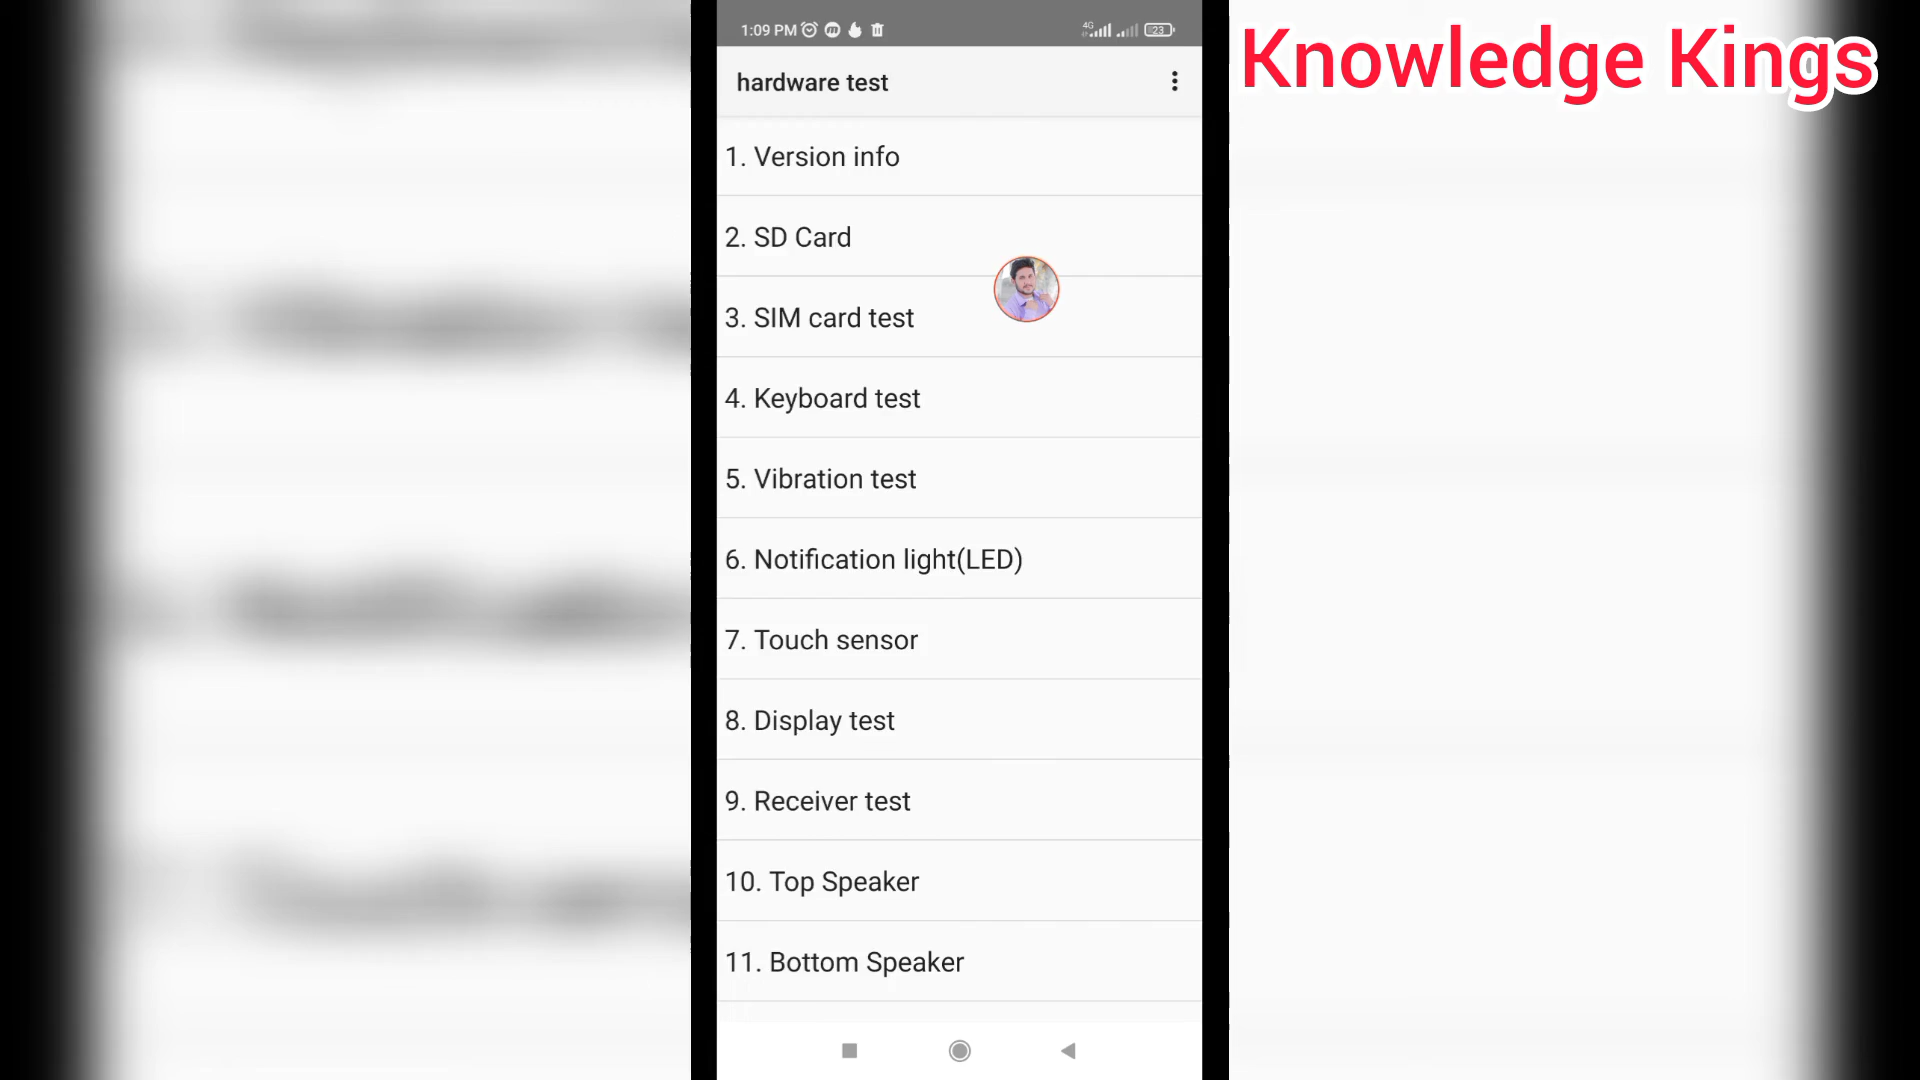 1:09 PM
4G
23
Knowledge Kings
hardware test
1. Version info
2. SD Card
3. SIM card test
4. Keyboard test
5. Vibration test
6. Notification light(LED)
7. Touch sensor
8. Display test
9. Receiver test
10. Top Speaker
11. Bottom Speaker